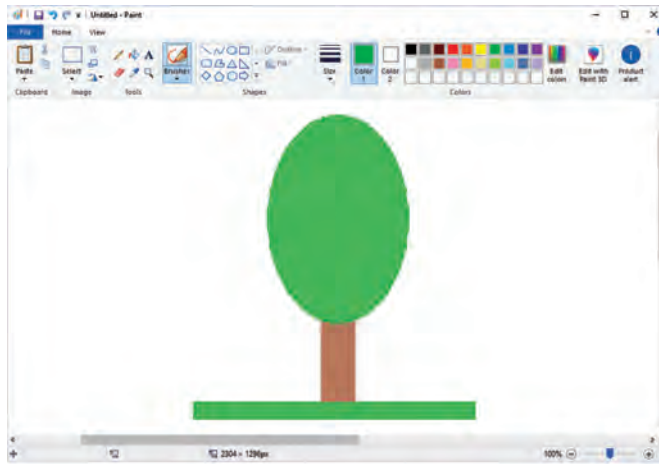 Untitled - Paint
File Home View
Paste Select Brushes Outline Fill Size Color 1 Color 2 Edit colors Edit with Paint 3D Product alert
Clipboard Image Tools Shapes Colors
2304 × 1296px 100%